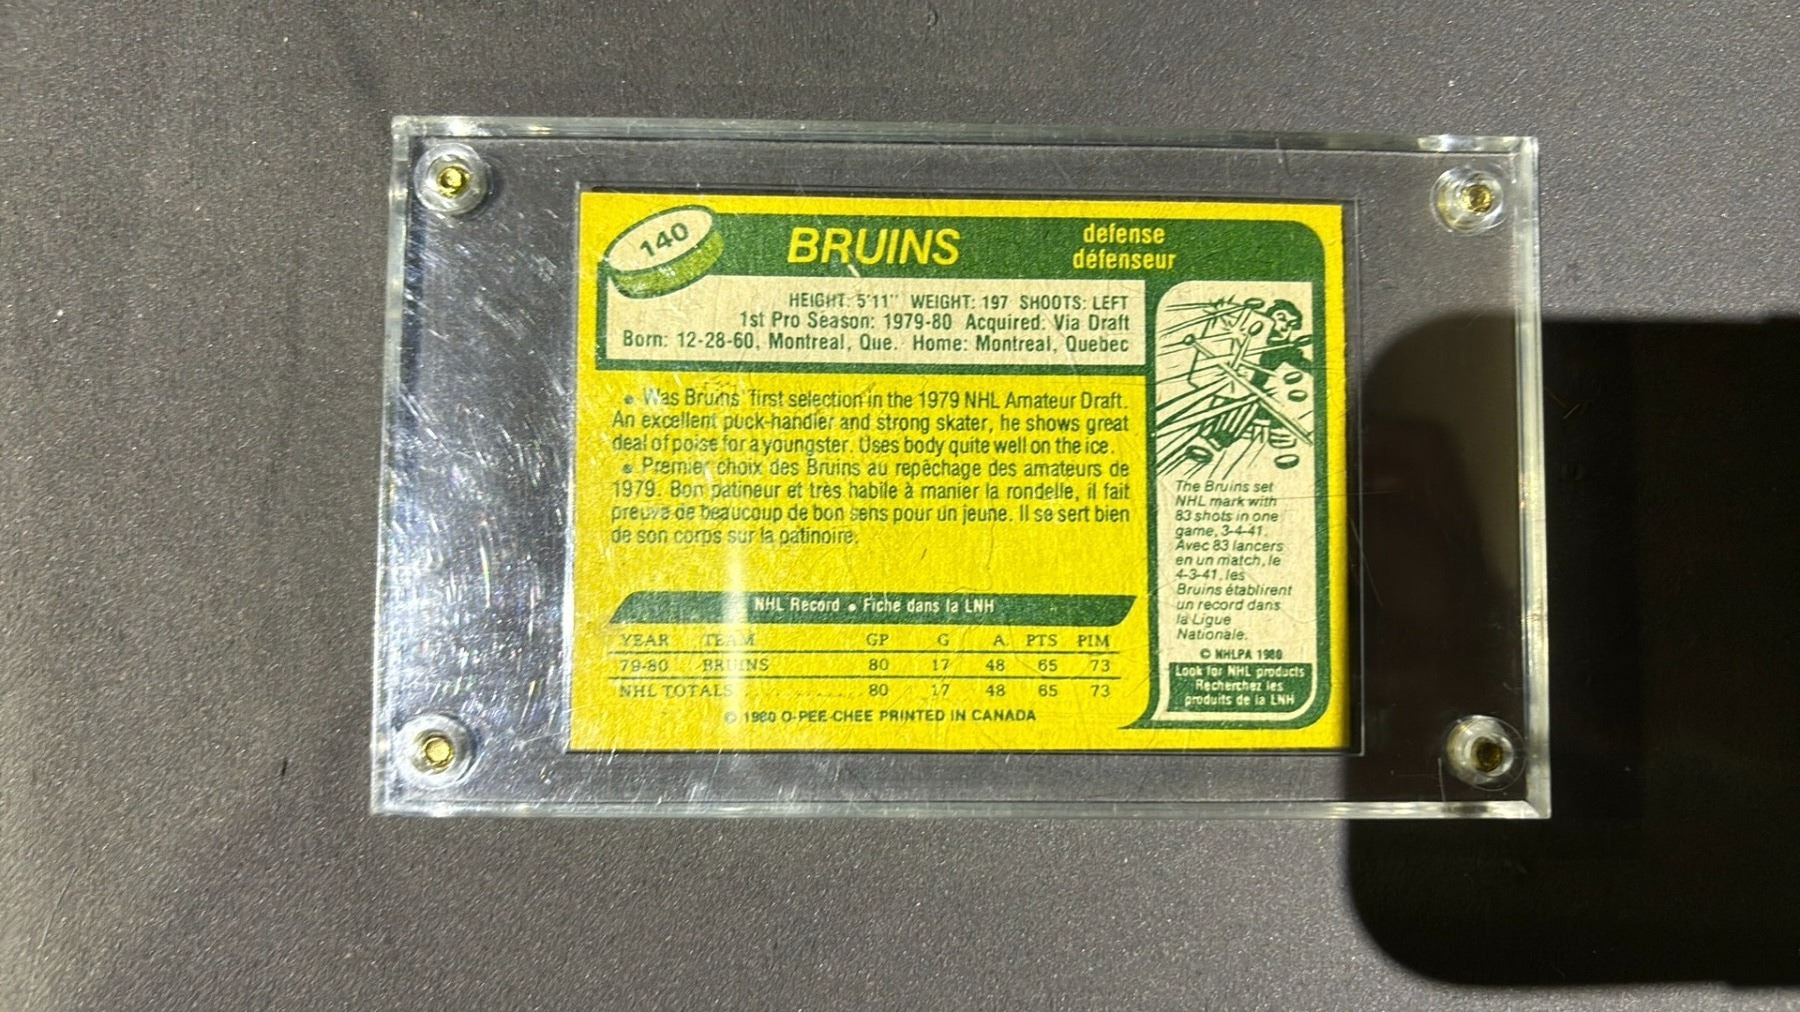 140
BRUINS
defense
défenseur
HEIGHT: 5'11" WEIGHT: 197 SHOOTS: LEFT
1st Pro Season: 1979-80 Acquired: Via Draft
Born: 12-28-60, Montreal, Que. Home: Montreal, Quebec
• Was Bruins' first selection in the 1979 NHL Amateur Draft.
An excellent puck-handler and strong skater, he shows great
deal of poise for a youngster. Uses body quite well on the ice.
• Premier choix des Bruins au repêchage des amateurs de
1979. Bon patineur et très habile à manier la rondelle, il fait
preuve de beaucoup de bon sens pour un jeune. Il se sert bien
de son corps sur la patinoire.
NHL Record • Fiche dans la LNH
YEAR TEAM GP G A PTS PIM
79-80 BRUINS 80 17 48 65 73
NHL TOTALS .......... 80 17 48 65 73
© 1980 O-PEE-CHEE PRINTED IN CANADA
The Bruins set
NHL mark with
83 shots in one
game, 3-4-41.
Avec 83 lancers
en un match, le
4-3-41, les
Bruins établirent
un record dans
la Ligue
Nationale.
© NHLPA 1980
Look for NHL products
Recherchez les
produits de la LNH